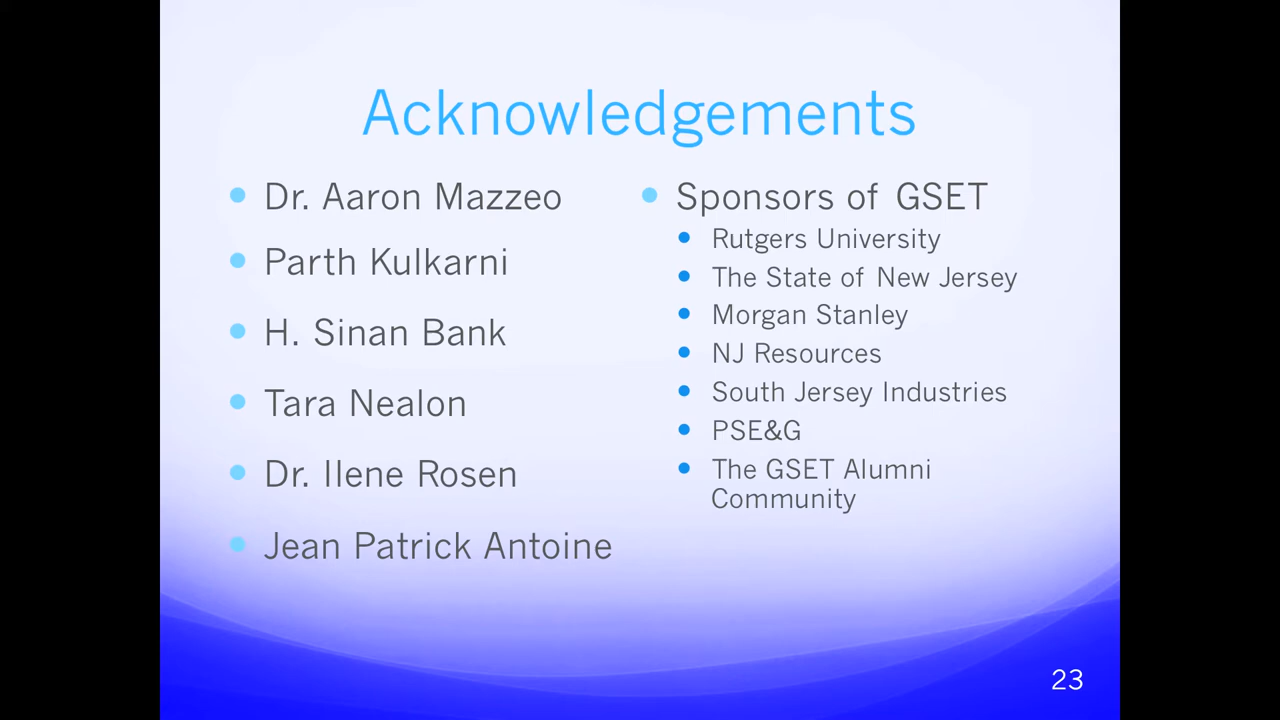 Acknowledgements
Dr. Aaron Mazzeo
Parth Kulkarni
H. Sinan Bank
Tara Nealon
Dr. Ilene Rosen
Jean Patrick Antoine
Sponsors of GSET
Rutgers University
The State of New Jersey
Morgan Stanley
NJ Resources
South Jersey Industries
PSE&G
The GSET Alumni
Community
23